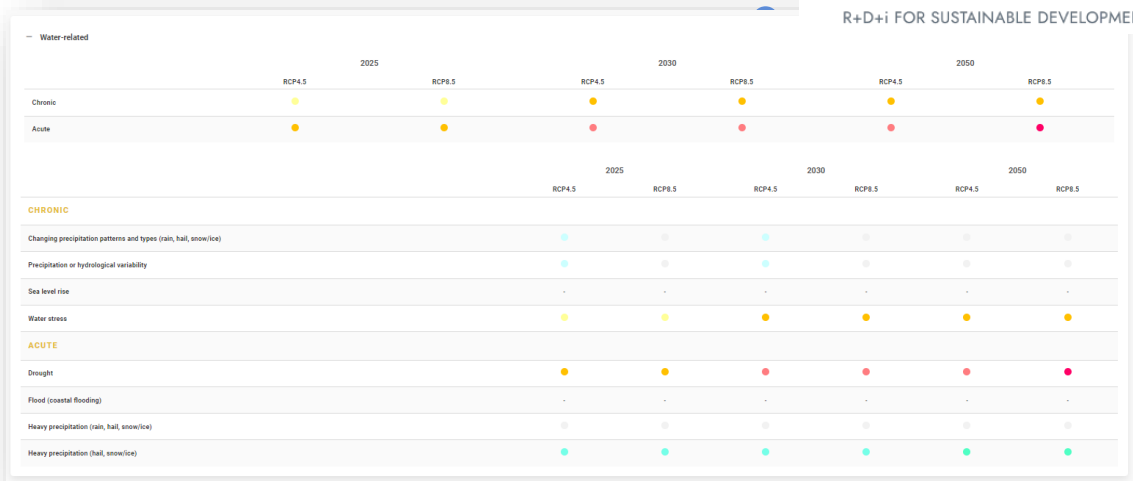 R+D+i FOR SUSTAINABLE DEVELOPME
− Water-related
2025 2030 2050
RCP4.5 RCP8.5 RCP4.5 RCP8.5 RCP4.5 RCP8.5
Chronic
Acute
2025 2030 2050
RCP4.5 RCP8.5 RCP4.5 RCP8.5 RCP4.5 RCP8.5
CHRONIC
Changing precipitation patterns and types (rain, hail, snow/ice)
Precipitation or hydrological variability
Sea level rise - - - - - -
Water stress
ACUTE
Drought
Flood (coastal flooding) - - - - - -
Heavy precipitation (rain, hail, snow/ice)
Heavy precipitation (hail, snow/ice)